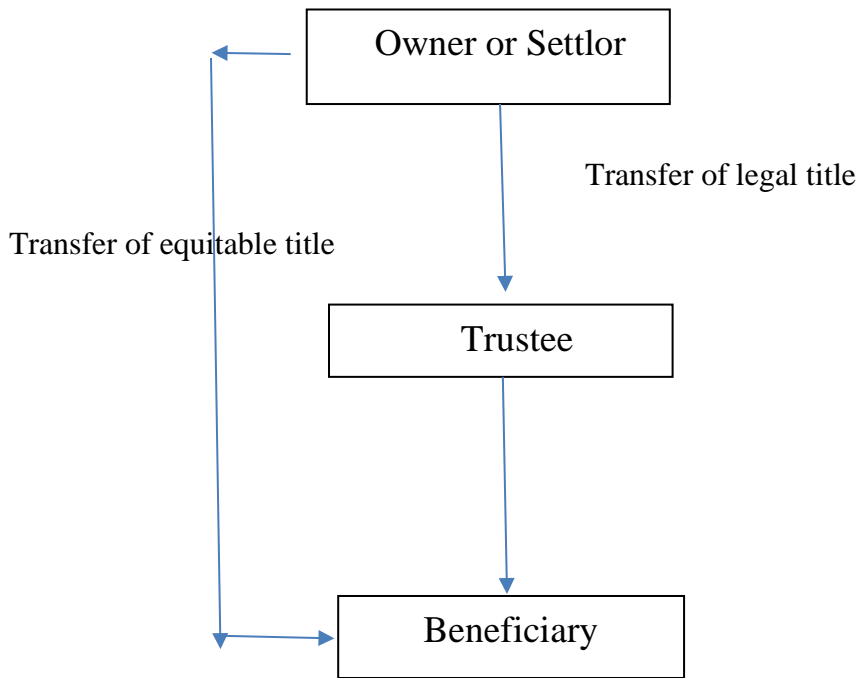 Owner or Settlor
Transfer of legal title
Transfer of equitable title
Trustee
Beneficiary